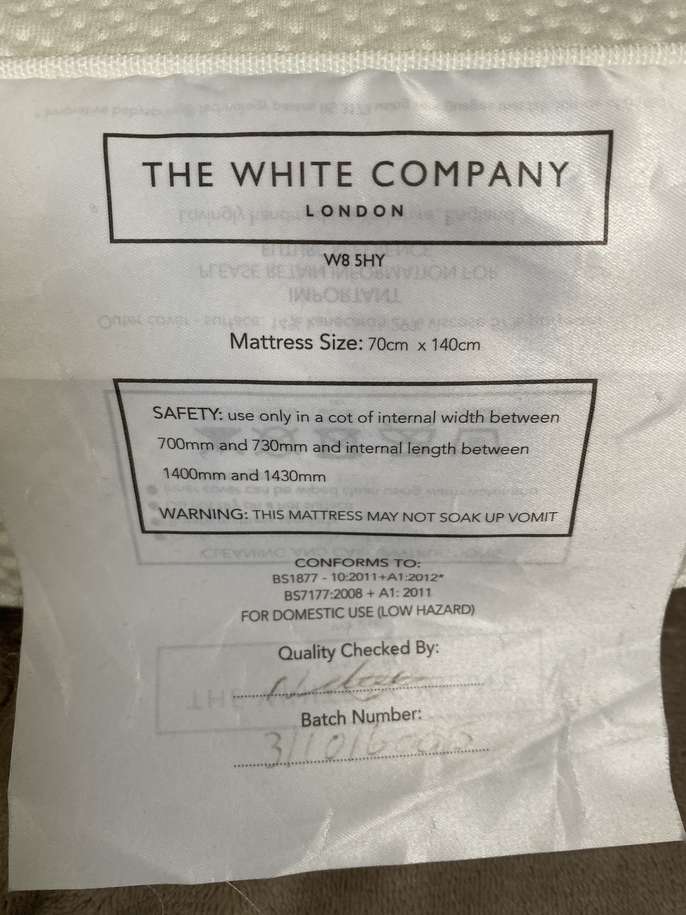 THE WHITE COMPANY
LONDON
W8 5HY
Mattress Size: 70cm x 140cm
SAFETY: use only in a cot of internal width between
700mm and 730mm and internal length between
1400mm and 1430mm
WARNING: THIS MATTRESS MAY NOT SOAK UP VOMIT
CONFORMS TO:
BS1877 - 10:2011+A1:2012*
BS7177:2008 + A1: 2011
FOR DOMESTIC USE (LOW HAZARD)
Quality Checked By:
Batch Number: